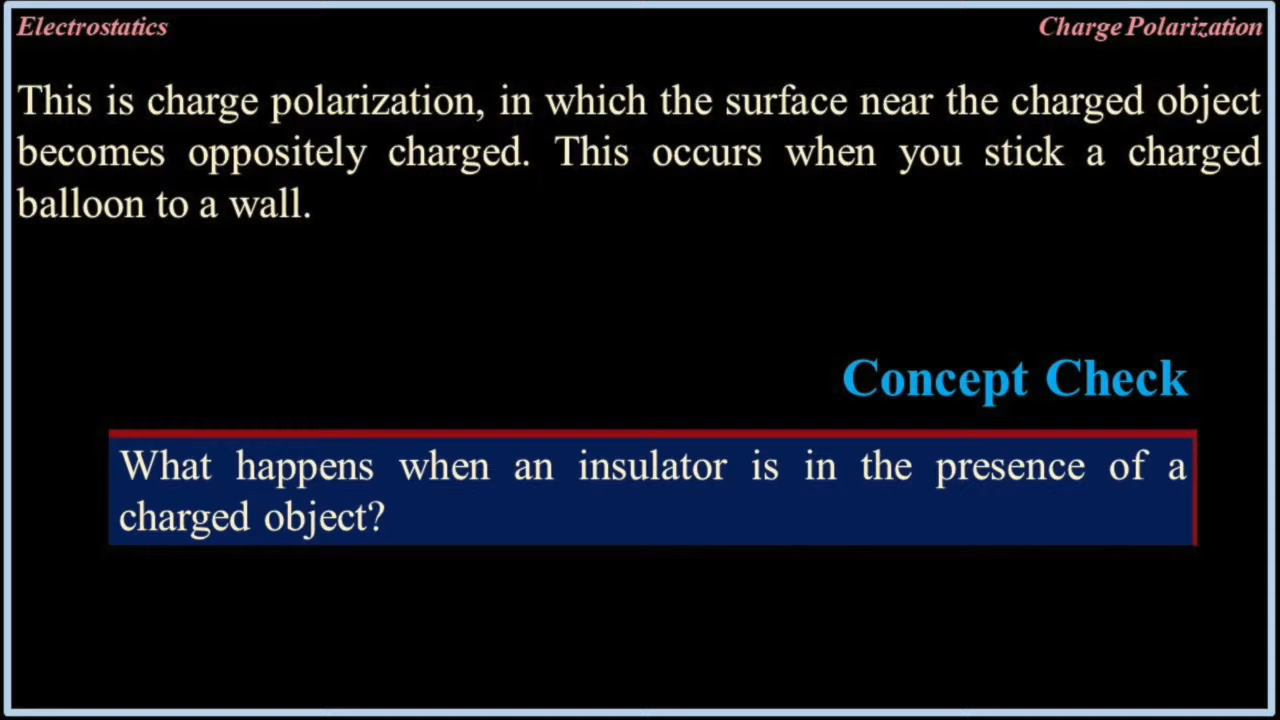 Electrostatics
Charge Polarization
This is charge polarization, in which the surface near the charged object
becomes oppositely charged. This occurs when you stick a charged
balloon to a wall.
Concept Check
What happens when an insulator is in the presence of a
charged object?